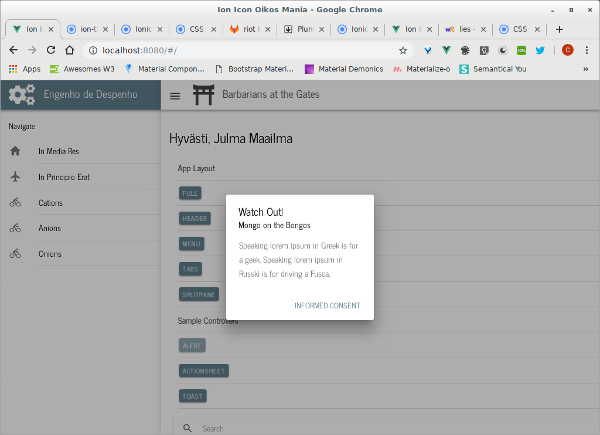 Ion Icon Oikos Mania - Google Chrome
Ion I
ion-t
Ionic
CSS
riot l
Plum
Ionic
CSS
Ion I
lies -
CSS
localhost:8080/#/
Apps
Awesomes W3
Material Compon...
Bootstrap Materi...
Material Demonics
Materialize-o
Semantical You
»
Engenho de Despenho
Barbarians at the Gates
Navigate
In Media Res
In Principio Erat
Cations
Anions
Onions
Hyvästi, Julma Maailma
App Layout
FULL
HEADER
MENU
TABS
SPLITPANE
Sample Controllers
ALERT
ACTIONSHEET
TOAST
Search
Watch Out!
Mongo on the Bongos
Speaking lorem ipsum in Greek is for
a geek. Speaking lorem ipsum in
Russki is for driving a Fusca.
INFORMED CONSENT